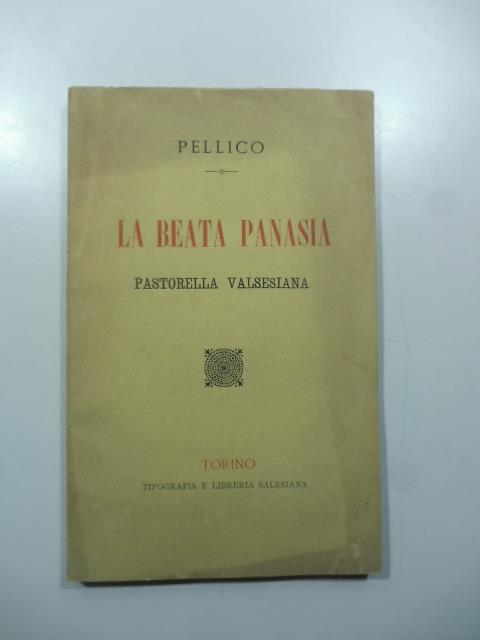 PELLICO
LA BEATA PANASIA
PASTORELLA VALSESIANA
TORINO
TIPOGRAFIA E LIBRERIA SALESIANA